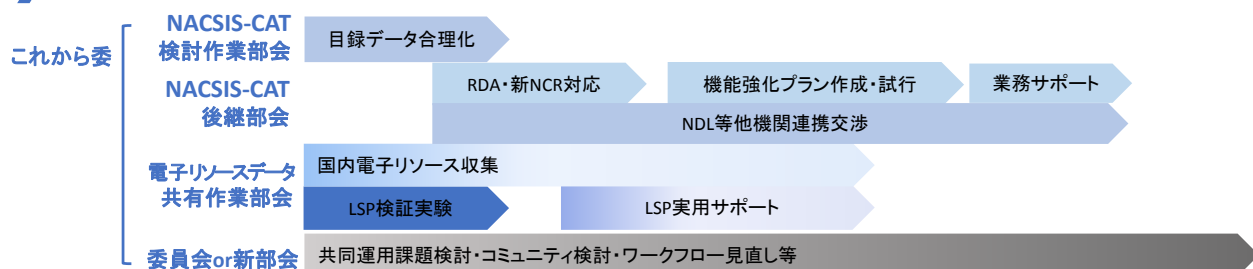 これから委
NACSIS-CAT
検討作業部会
目録データ合理化
NACSIS-CAT
後継部会
RDA・新NCR対応
機能強化プラン作成・試行
業務サポート
NDL等他機関連携交渉
電子リソースデータ
共有作業部会
国内電子リソース収集
LSP検証実験
LSP実用サポート
委員会or新部会
共同運用課題検討・コミュニティ検討・ワークフロー見直し等